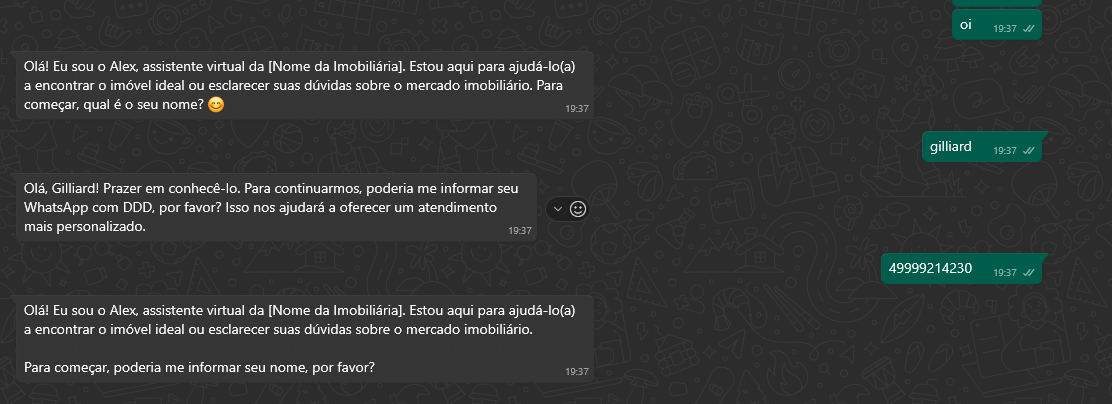 oi
19:37
Olá! Eu sou o Alex, assistente virtual da [Nome da Imobiliária]. Estou aqui para ajudá-lo(a)
a encontrar o imóvel ideal ou esclarecer suas dúvidas sobre o mercado imobiliário. Para
começar, qual é o seu nome? 😊
19:37
gilliard
19:37
Olá, Gilliard! Prazer em conhecê-lo. Para continuarmos, poderia me informar seu
WhatsApp com DDD, por favor? Isso nos ajudará a oferecer um atendimento
mais personalizado.
19:37
49999214230
19:37
Olá! Eu sou o Alex, assistente virtual da [Nome da Imobiliária]. Estou aqui para ajudá-lo(a)
a encontrar o imóvel ideal ou esclarecer suas dúvidas sobre o mercado imobiliário.
Para começar, poderia me informar seu nome, por favor?
19:37